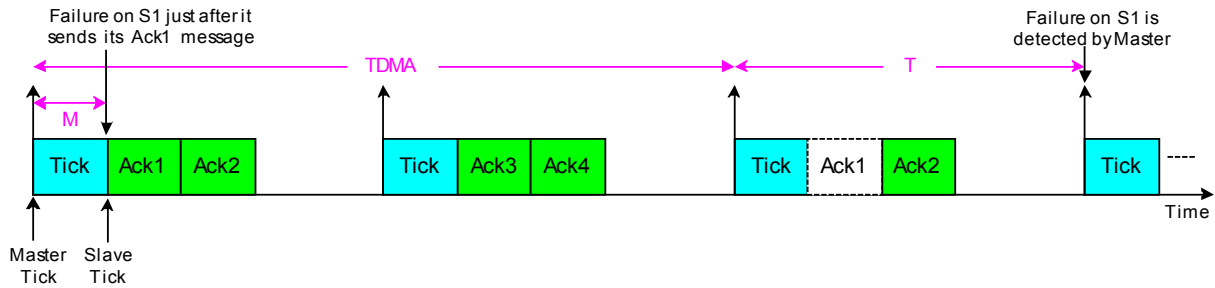 Failure on S1 just after it
sends its Ack1 message
Failure on S1 is
detected by Master
TDMA
T
M
Tick
Ack1
Ack2
Tick
Ack3
Ack4
Tick
Ack1
Ack2
Tick
Time
Master
Tick
Slave
Tick